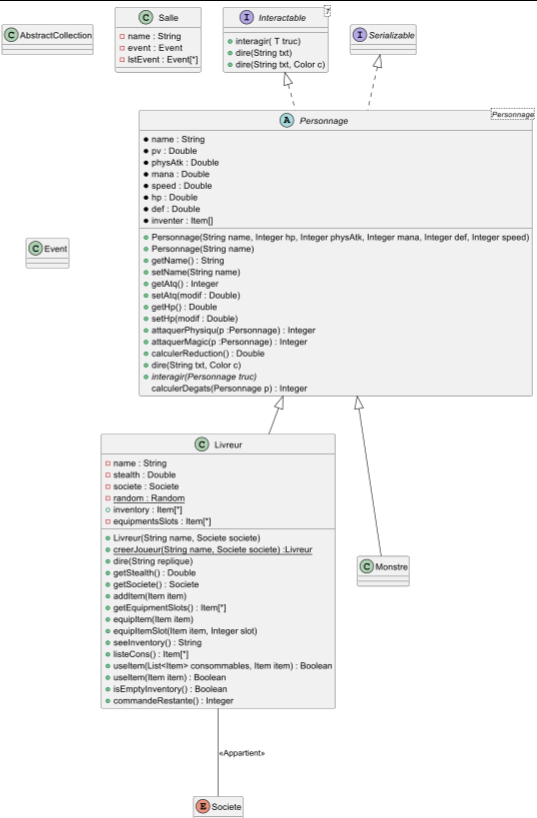 C AbstractCollection
C Salle
name : String
event : Event
lstEvent : Event[*]
I Interactable
T
interagir( T truc)
dire(String txt)
dire(String txt, Color c)
I Serializable
A Personnage
Personnage
name : String
pv : Double
physAtk : Double
mana : Double
speed : Double
hp : Double
def : Double
inventer : Item[]
Personnage(String name, Integer hp, Integer physAtk, Integer mana, Integer def, Integer speed)
Personnage(String name)
getName() : String
setName(String name)
getAtq() : Integer
setAtq(modif : Double)
getHp() : Double
setHp(modif : Double)
attaquerPhysiqu(p :Personnage) : Integer
attaquerMagic(p :Personnage) : Integer
calculerReduction() : Double
dire(String txt, Color c)
interagir(Personnage truc)
calculerDegats(Personnage p) : Integer
C Event
C Livreur
name : String
stealth : Double
societe : Societe
random : Random
inventory : Item[*]
equipmentsSlots : Item[*]
Livreur(String name, Societe societe)
creerJoueur(String name, Societe societe) :Livreur
dire(String replique)
getStealth() : Double
getSociete() : Societe
addItem(Item item)
getEquipmentSlots() : Item[*]
equipItem(Item item)
equipItemSlot(Item item, Integer slot)
seeInventory() : String
listeCons() : Item[*]
useItem(List<Item> consommables, Item item) : Boolean
useItem(Item item) : Boolean
isEmptyInventory() : Boolean
commandeRestante() : Integer
C Monstre
«Appartient»
E Societe